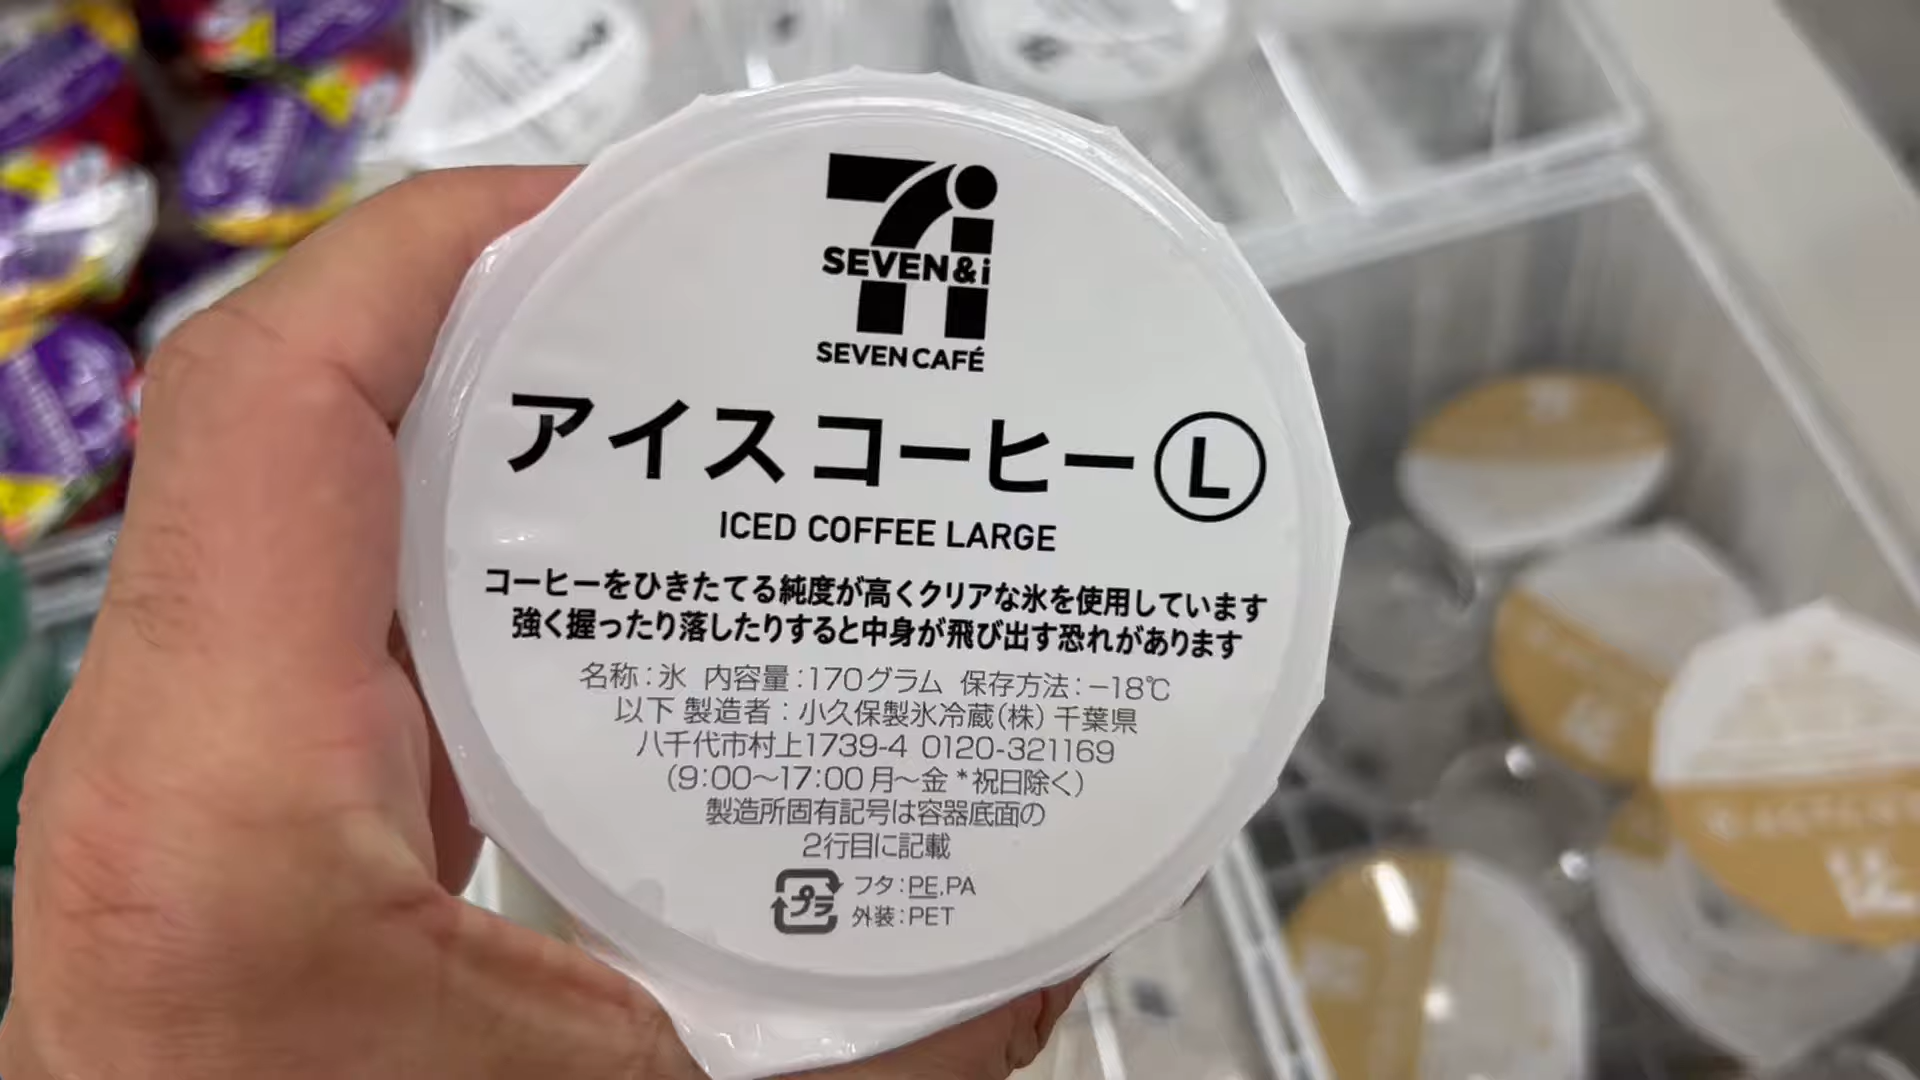 SEVEN&i
SEVEN CAFÉ
アイスコーヒー Ⓛ
ICED COFFEE LARGE
コーヒーをひきたてる純度が高くクリアな氷を使用しています
強く握ったり落したりすると中身が飛び出す恐れがあります
名称:氷 内容量:170グラム 保存方法:−18℃
以下 製造者:小久保製氷冷蔵(株) 千葉県
八千代市村上1739-4 0120-321169
(9:00〜17:00 月〜金 *祝日除く)
製造所固有記号は容器底面の
2行目に記載
プラ
フタ:PE,PA
外装:PET